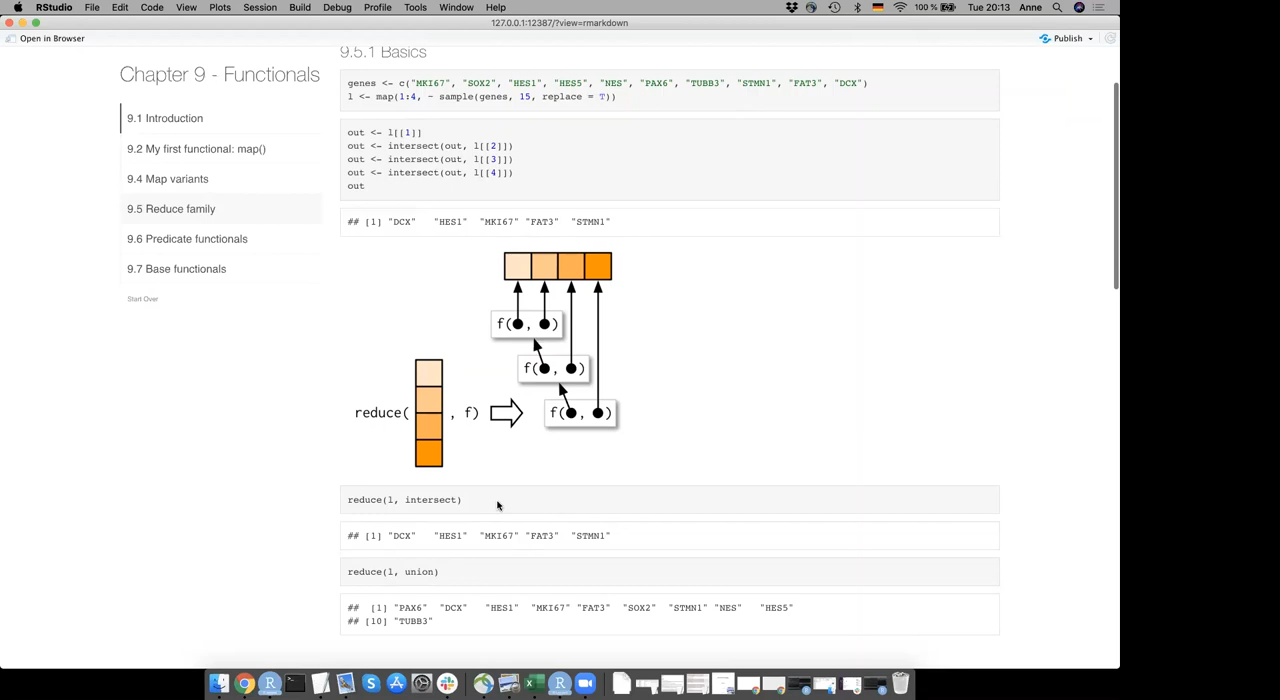 RStudio File Edit Code View Plots Session Build Debug Profile Tools Window Help 100 % Tue 20:13 Anne
127.0.0.1:12387/?view=rmarkdown
Open in Browser Publish
Chapter 9 - Functionals
9.1 Introduction
9.2 My first functional: map()
9.4 Map variants
9.5 Reduce family
9.6 Predicate functionals
9.7 Base functionals
Start Over
9.5.1 Basics
genes <- c("MKI67", "SOX2", "HES1", "HES5", "NES", "PAX6", "TUBB3", "STMN1", "FAT3", "DCX")
l <- map(1:4, ~ sample(genes, 15, replace = T))
out <- l[[1]]
out <- intersect(out, l[[2]])
out <- intersect(out, l[[3]])
out <- intersect(out, l[[4]])
out
## [1] "DCX" "HES1" "MKI67" "FAT3" "STMN1"
f( , )
f( , )
reduce( , f) f( , )
reduce(l, intersect)
## [1] "DCX" "HES1" "MKI67" "FAT3" "STMN1"
reduce(l, union)
## [1] "PAX6" "DCX" "HES1" "MKI67" "FAT3" "SOX2" "STMN1" "NES" "HES5"
## [10] "TUBB3"